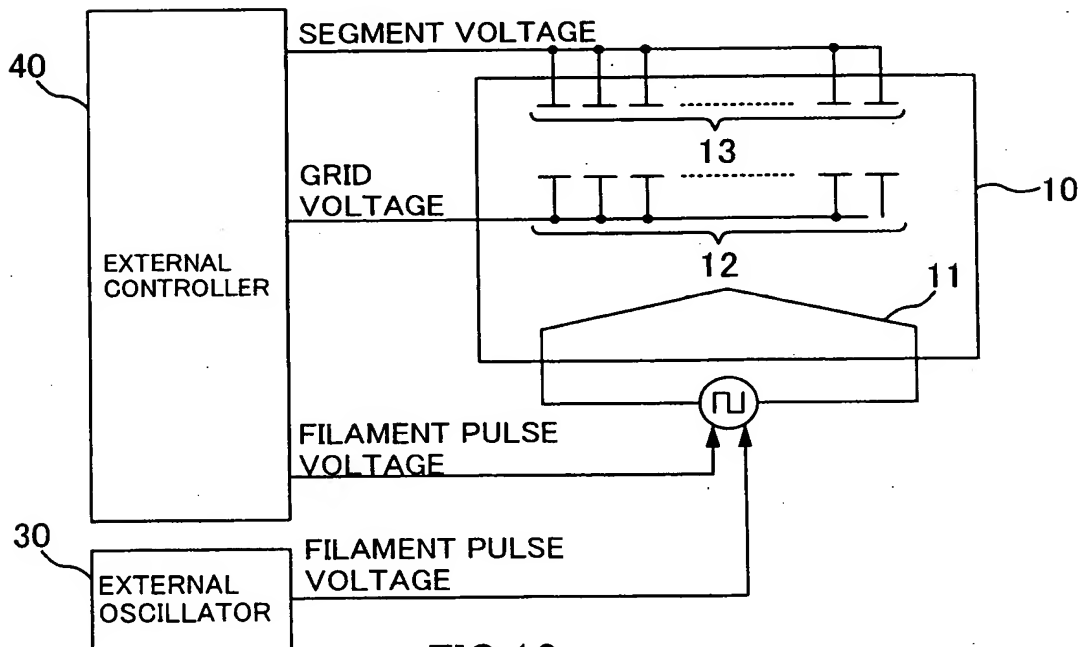 SEGMENT VOLTAGE
40
13
GRID
VOLTAGE
10
EXTERNAL
CONTROLLER
12
11
FILAMENT PULSE
VOLTAGE
30
FILAMENT PULSE
VOLTAGE
EXTERNAL
OSCILLATOR